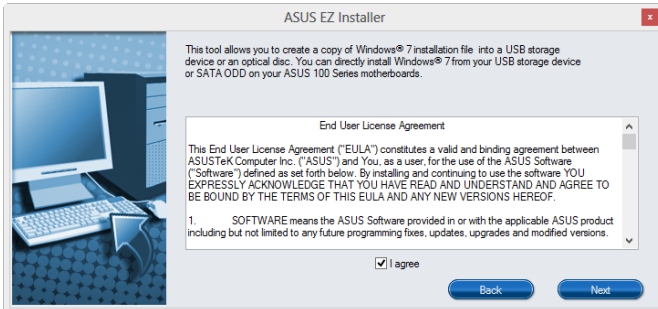 ASUS EZ Installer
x
This tool allows you to create a copy of Windows® 7 installation file into a USB storage
device or an optical disc. You can directly install Windows® 7 from your USB storage device
or SATA ODD on your ASUS 100 Series motherboards.
End User License Agreement
This End User License Agreement ("EULA") constitutes a valid and binding agreement between
ASUSTeK Computer Inc. ("ASUS") and You, as a user, for the use of the ASUS Software
("Software") defined as set forth below. By installing and continuing to use the software YOU
EXPRESSLY ACKNOWLEDGE THAT YOU HAVE READ AND UNDERSTAND AND AGREE TO
BE BOUND BY THE TERMS OF THIS EULA AND ANY NEW VERSIONS HEREOF.
1. SOFTWARE means the ASUS Software provided in or with the applicable ASUS product
including but not limited to any future programming fixes, updates, upgrades and modified versions.
I agree
Back Next